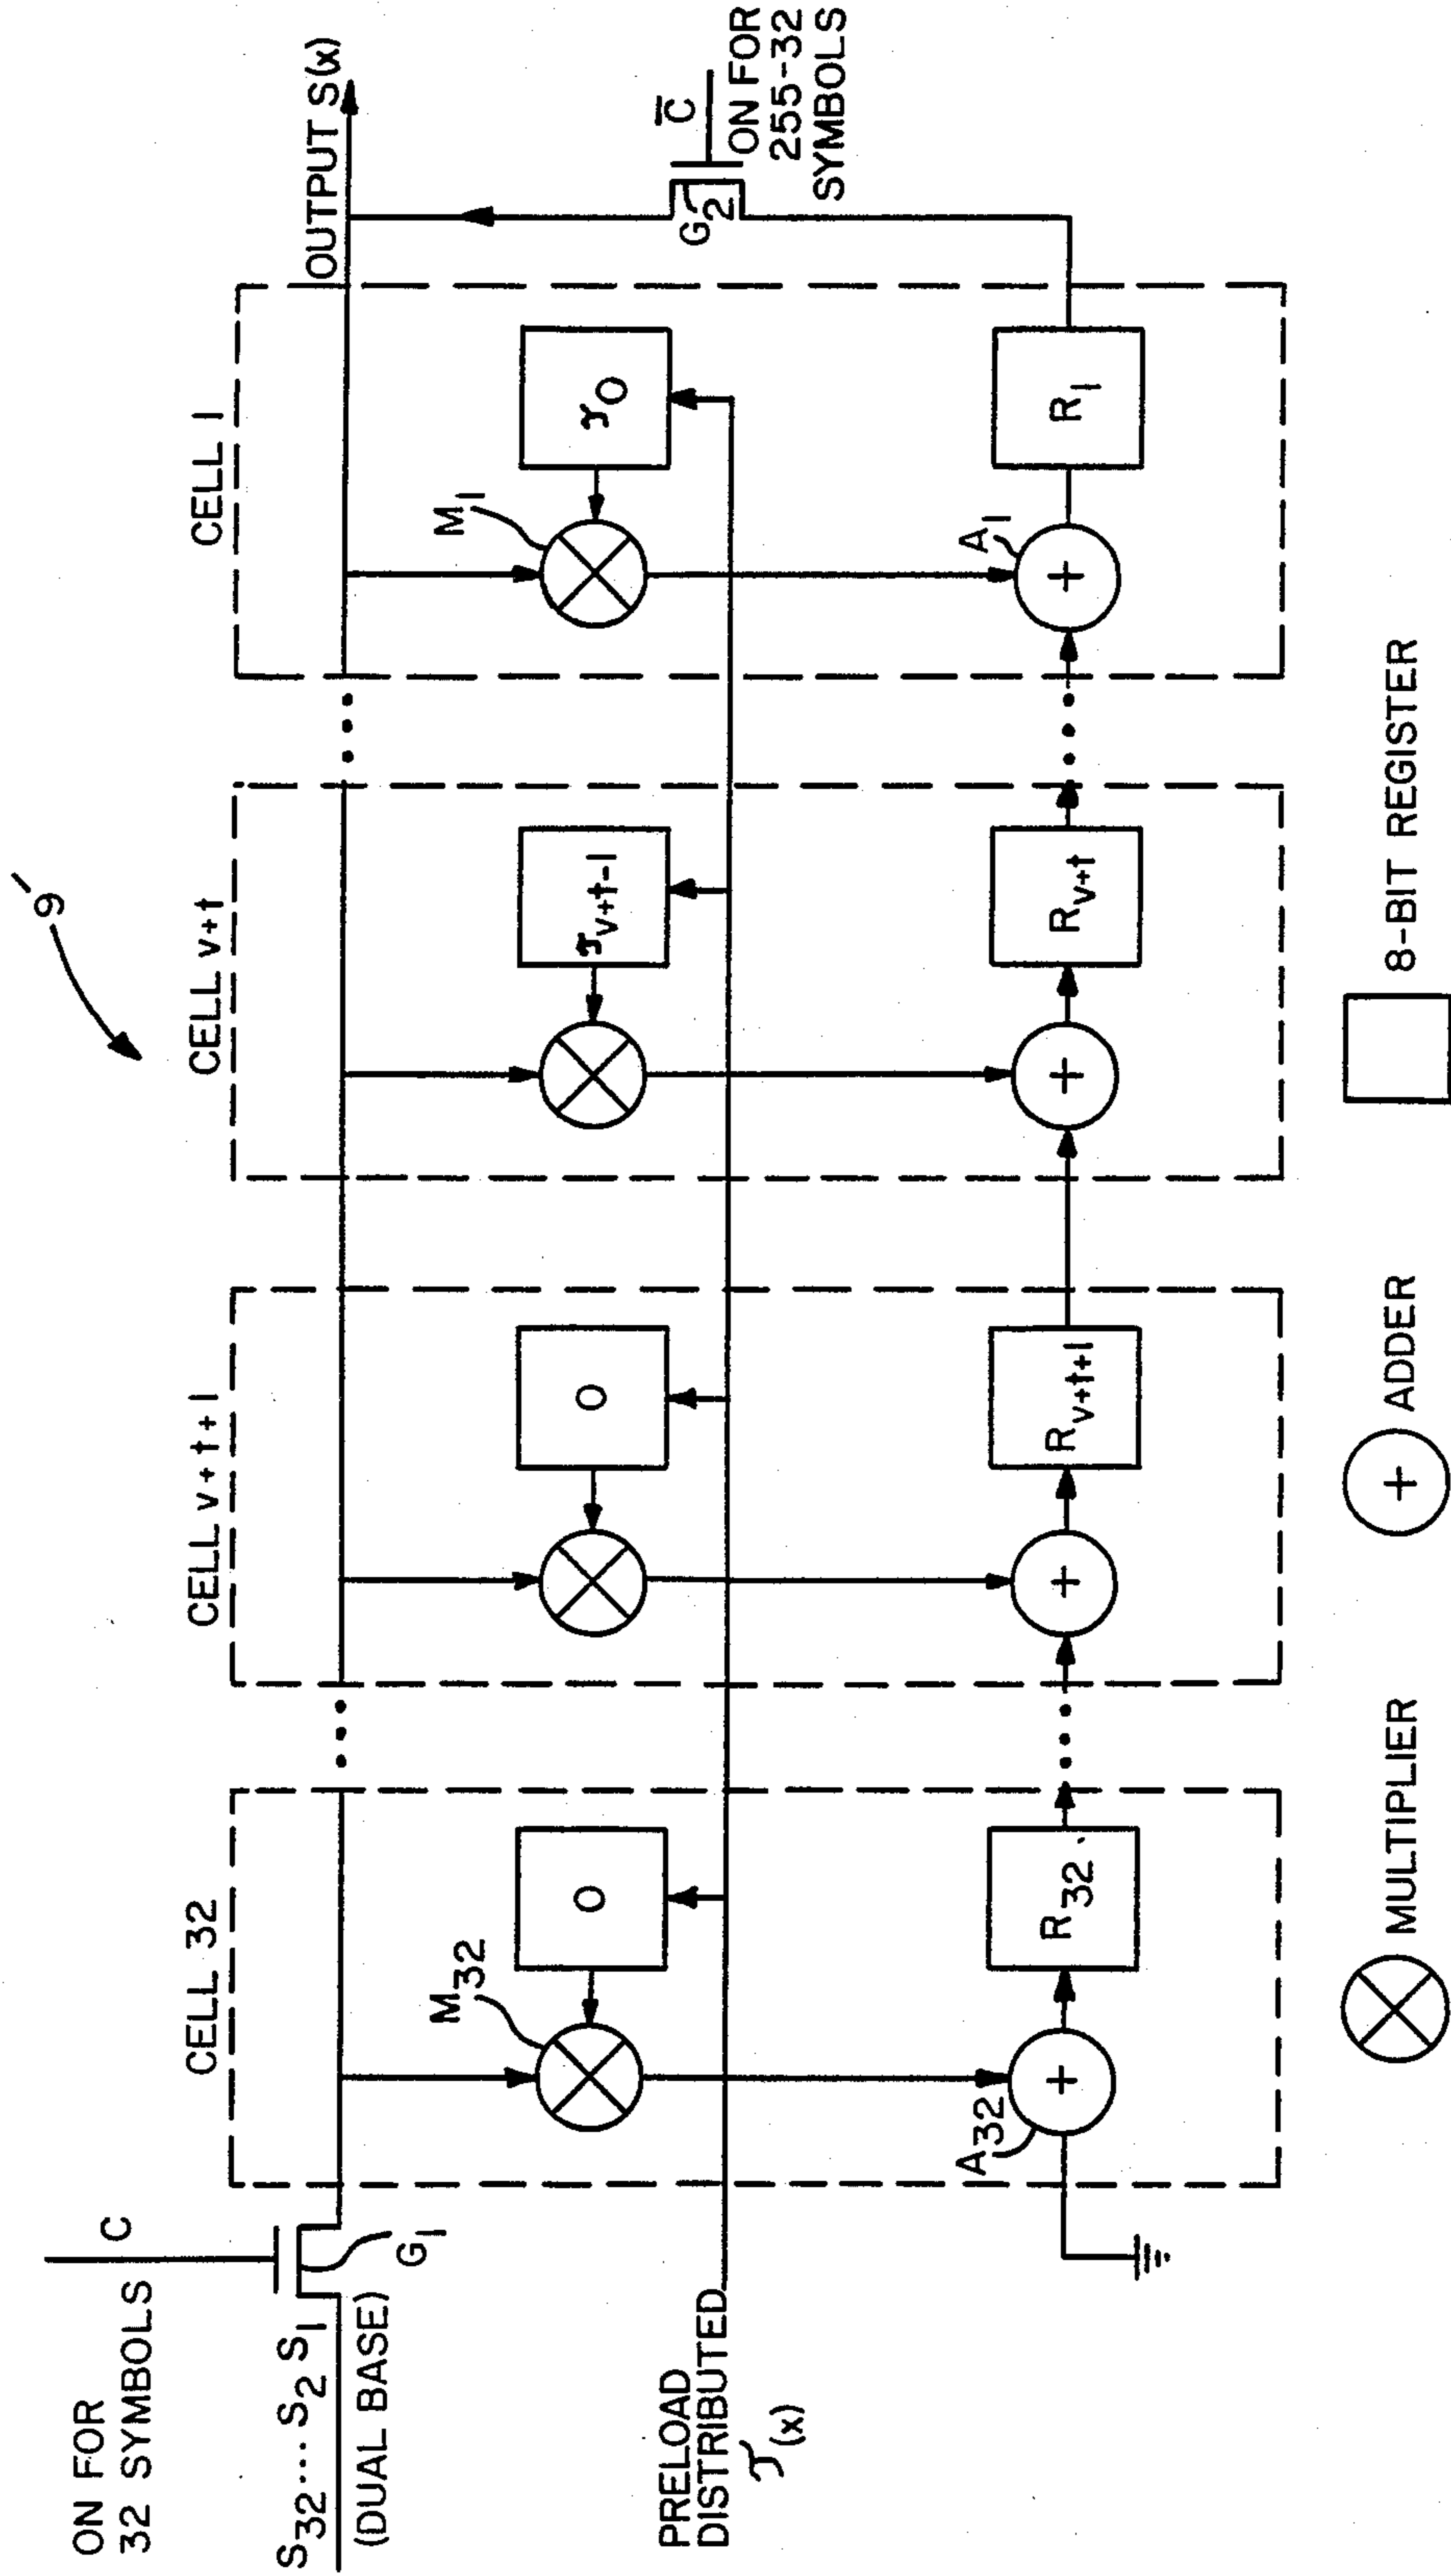 9'
ON FOR
32 SYMBOLS
C
S32....S2 S1
(DUAL BASE)
G1
PRELOAD
DISTRIBUTED
τ(x)
CELL 32
M32
0
A32
R32
CELL v+t+1
0
Rv+t+1
CELL v+t
τv+t-1
Rv+t
CELL 1
M1
τ0
A1
R1
OUTPUT S(x)
G2
C̅
ON FOR
255-32
SYMBOLS
MULTIPLIER
ADDER
8-BIT REGISTER